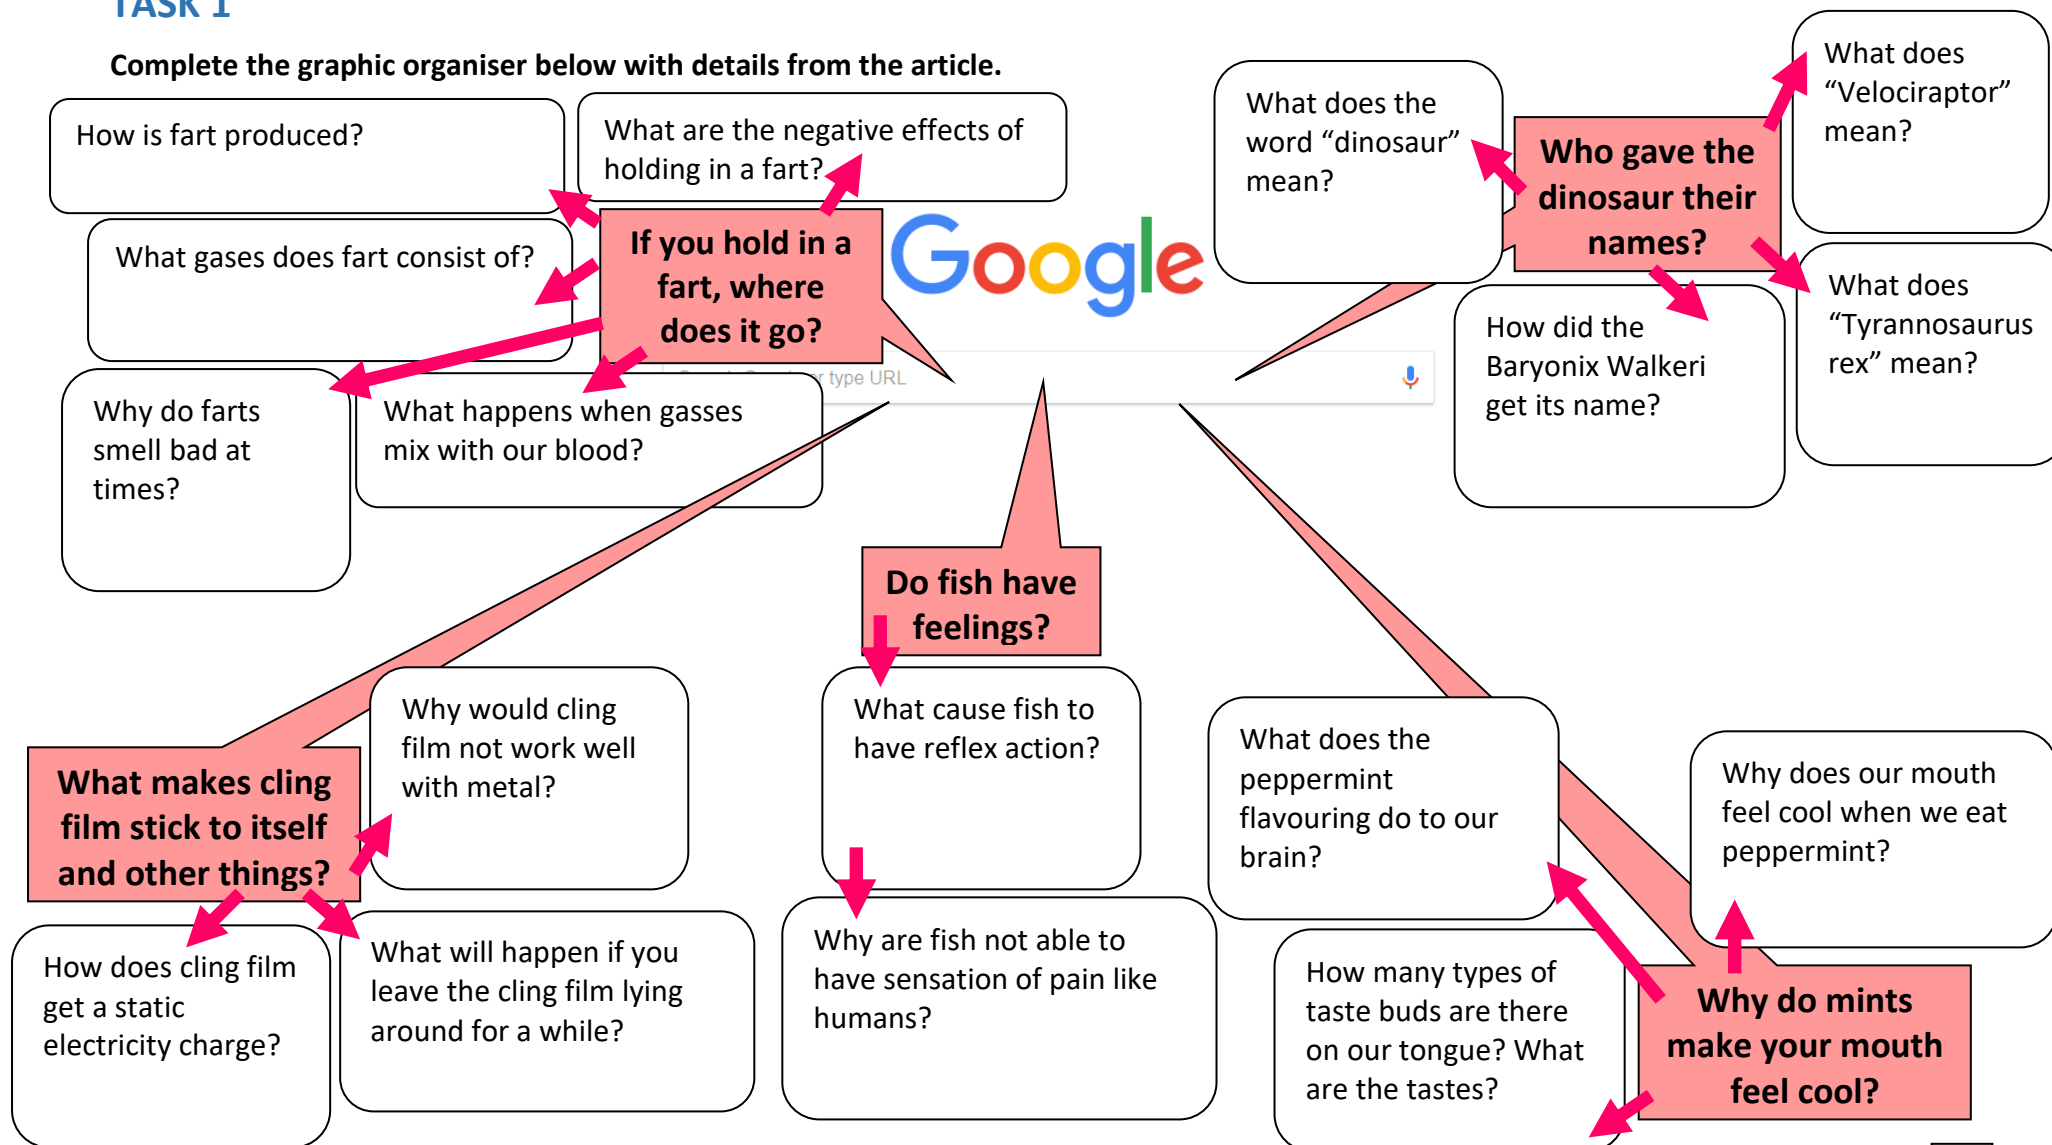 TASK 1
Complete the graphic organiser below with details from the article.
How is fart produced?
What are the negative effects of
holding in a fart?
What gases does fart consist of?
If you hold in a
fart, where
does it go?
Why do farts
smell bad at
times?
What happens when gasses
mix with our blood?
Google
or type URL
What does the
word “dinosaur”
mean?
Who gave the
dinosaur their
names?
What does
“Velociraptor”
mean?
How did the
Baryonix Walkeri
get its name?
What does
“Tyrannosaurus
rex” mean?
Do fish have
feelings?
What cause fish to
have reflex action?
Why are fish not able to
have sensation of pain like
humans?
What makes cling
film stick to itself
and other things?
Why would cling
film not work well
with metal?
How does cling film
get a static
electricity charge?
What will happen if you
leave the cling film lying
around for a while?
What does the
peppermint
flavouring do to our
brain?
Why does our mouth
feel cool when we eat
peppermint?
How many types of
taste buds are there
on our tongue? What
are the tastes?
Why do mints
make your mouth
feel cool?